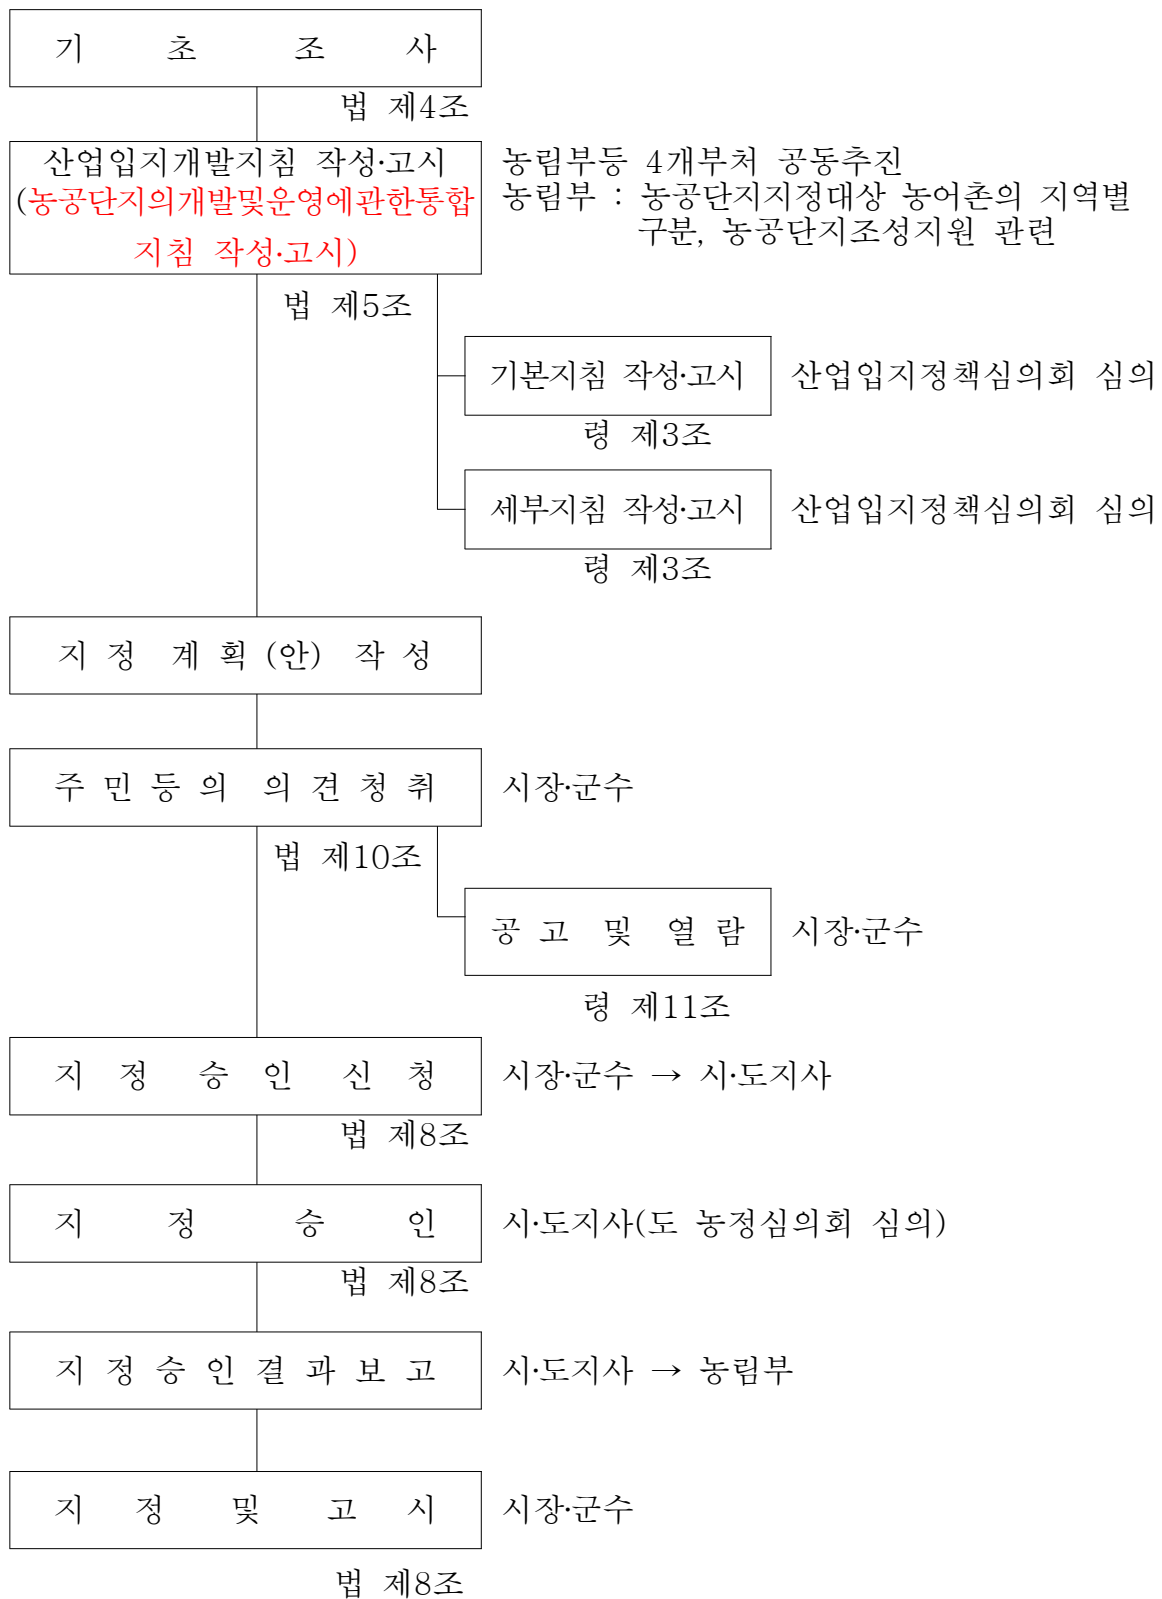 기 초 조 사
법 제4조
산업입지개발지침 작성·고시
(농공단지의개발및운영에관한통합
지침 작성·고시)
농림부등 4개부처 공동추진
농림부 : 농공단지지정대상 농어촌의 지역별
구분, 농공단지조성지원 관련
법 제5조
기본지침 작성·고시 산업입지정책심의회 심의
령 제3조
세부지침 작성·고시 산업입지정책심의회 심의
령 제3조
지 정 계 획 (안) 작 성
주 민 등 의 의 견 청 취 시장·군수
법 제10조
공 고 및 열 람 시장·군수
령 제11조
지 정 승 인 신 청 시장·군수 → 시·도지사
법 제8조
지 정 승 인 시·도지사(도 농정심의회 심의)
법 제8조
지 정 승 인 결 과 보 고 시·도지사 → 농림부
지 정 및 고 시 시장·군수
법 제8조